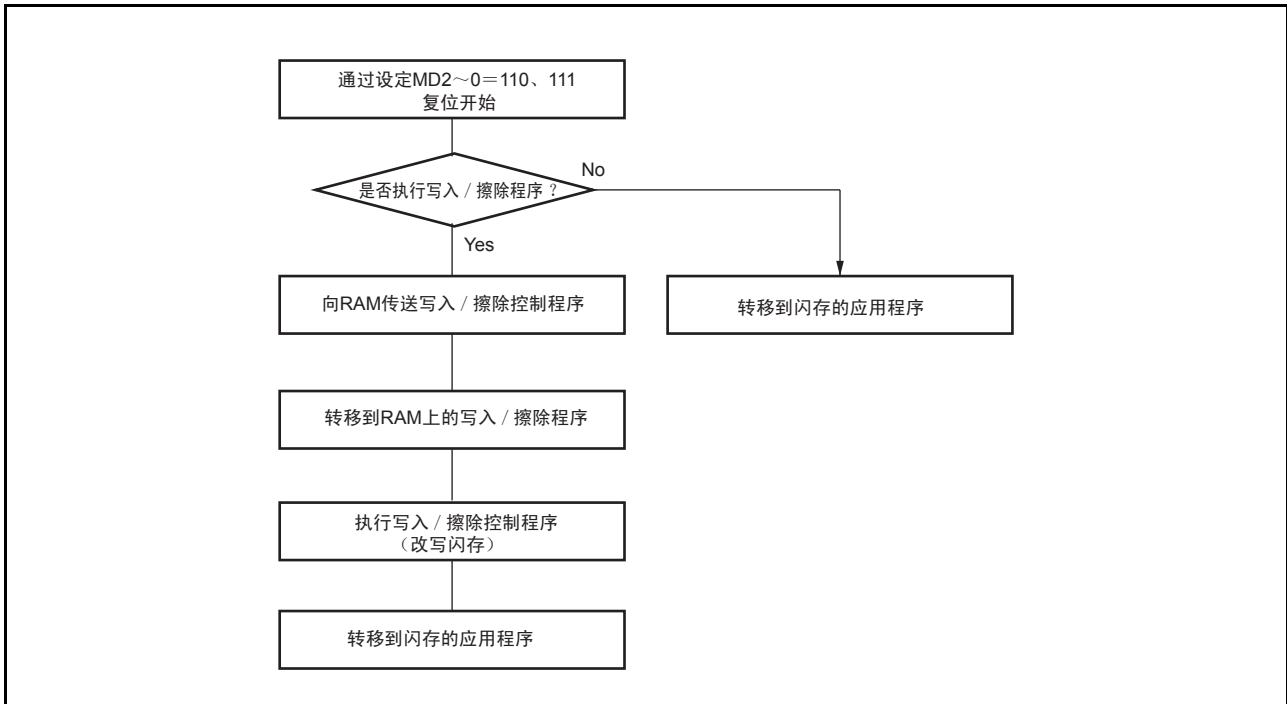 通过设定MD2～0＝110、111
复位开始
是否执行写入 / 擦除程序？
No
Yes
向RAM传送写入 / 擦除控制程序
转移到闪存的应用程序
转移到RAM上的写入 / 擦除程序
执行写入 / 擦除控制程序
（改写闪存）
转移到闪存的应用程序